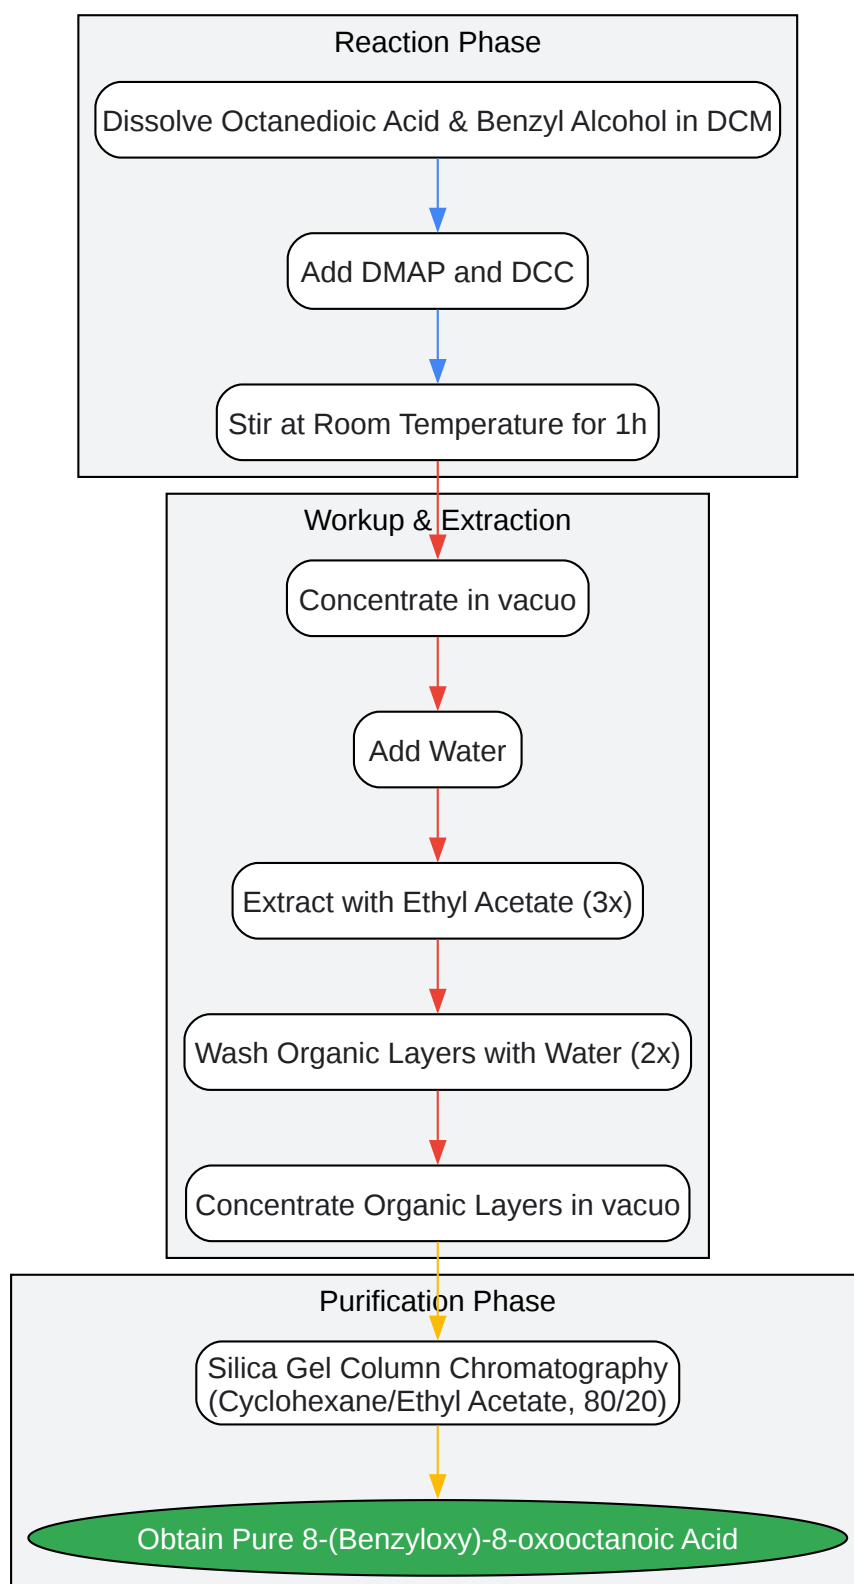 Reaction Phase
Dissolve Octanedioic Acid & Benzyl Alcohol in DCM
Add DMAP and DCC
Stir at Room Temperature for 1h
Workup & Extraction
Concentrate in vacuo
Add Water
Extract with Ethyl Acetate (3x)
Wash Organic Layers with Water (2x)
Concentrate Organic Layers in vacuo
Purification Phase
Silica Gel Column Chromatography
(Cyclohexane/Ethyl Acetate, 80/20)
Obtain Pure 8-(Benzyloxy)-8-oxooctanoic Acid